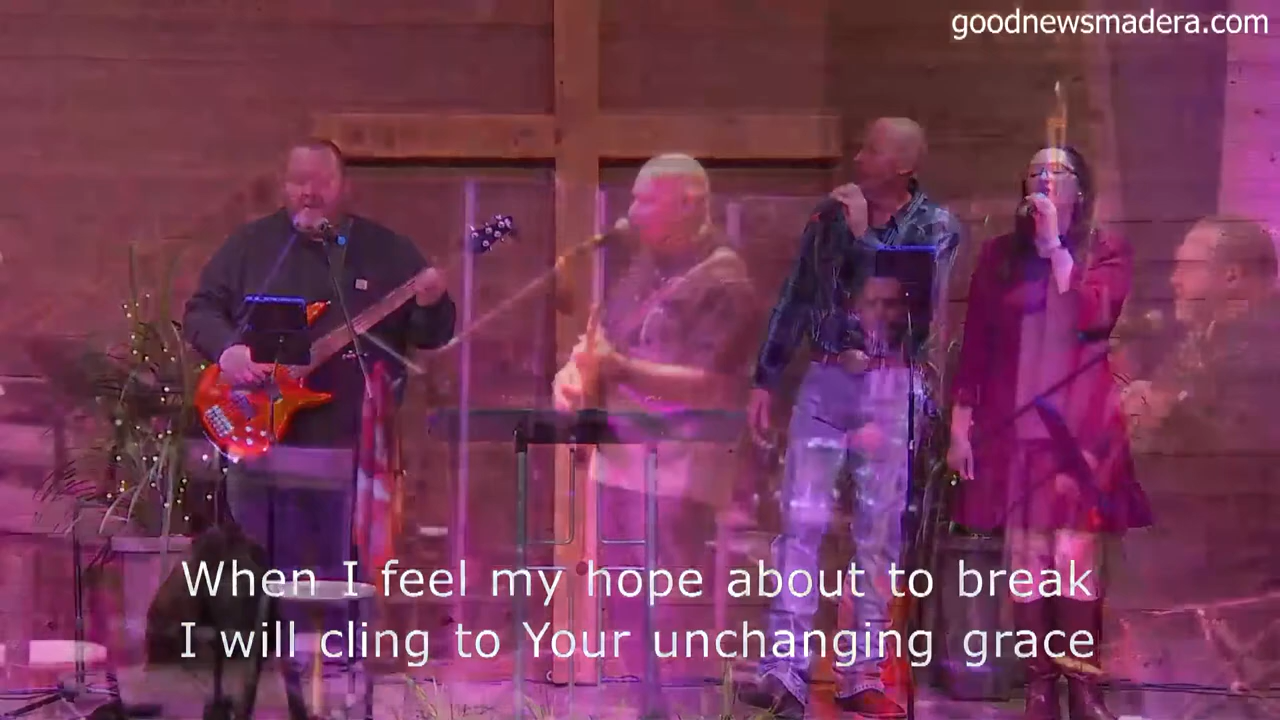 goodnewsmadera.com
When I feel my hope about to break
I will cling to Your unchanging grace